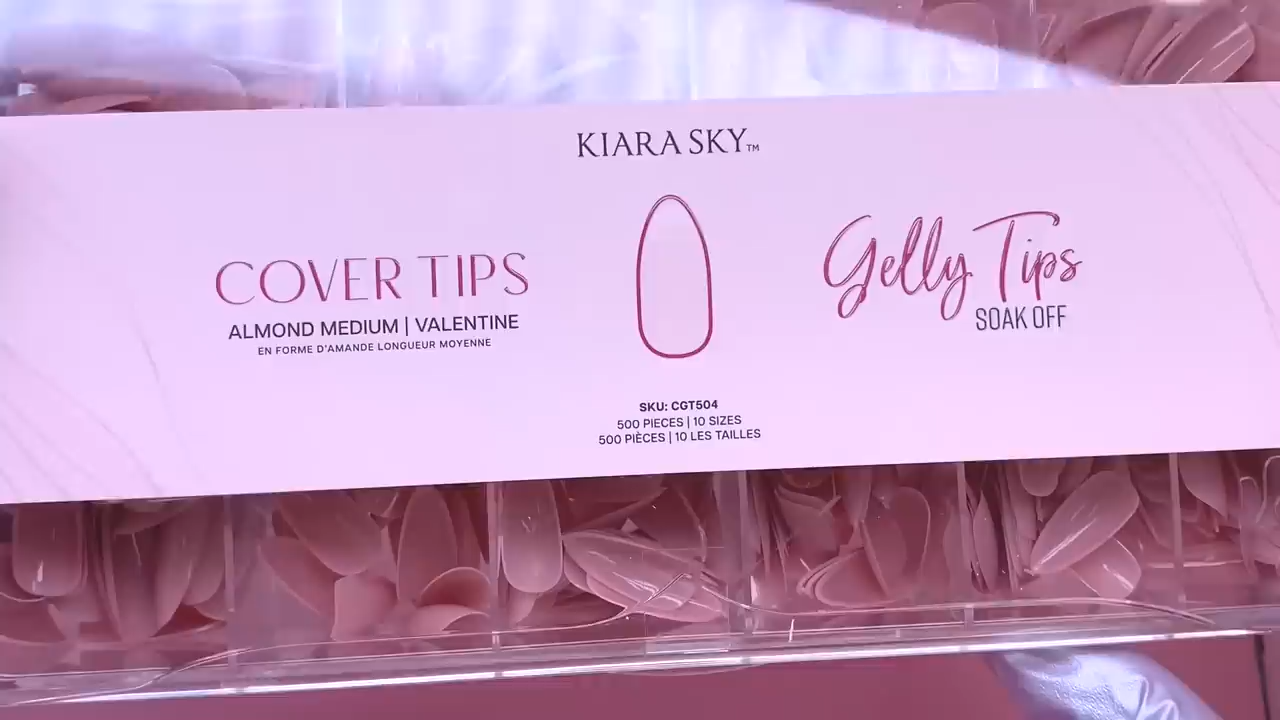 KIARA SKY™
COVER TIPS
ALMOND MEDIUM | VALENTINE
EN FORME D'AMANDE LONGUEUR MOYENNE
Gelly Tips
SOAK OFF
SKU: CGT504
500 PIECES | 10 SIZES
500 PIÈCES | 10 LES TAILLES